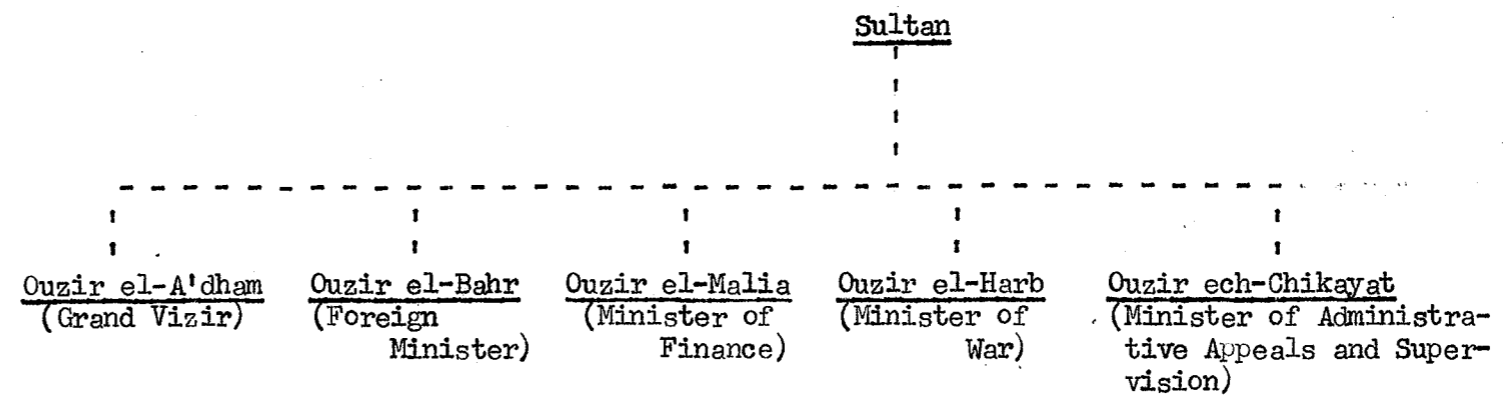 Sultan
Ouzir el-A'dham Ouzir el-Bahr Ouzir el-Malia Ouzir el-Harb Ouzir ech-Chikayat
(Grand Vizir) (Foreign (Minister of (Minister of (Minister of Administra-
Minister) Finance) War) tive Appeals and Super-
vision)